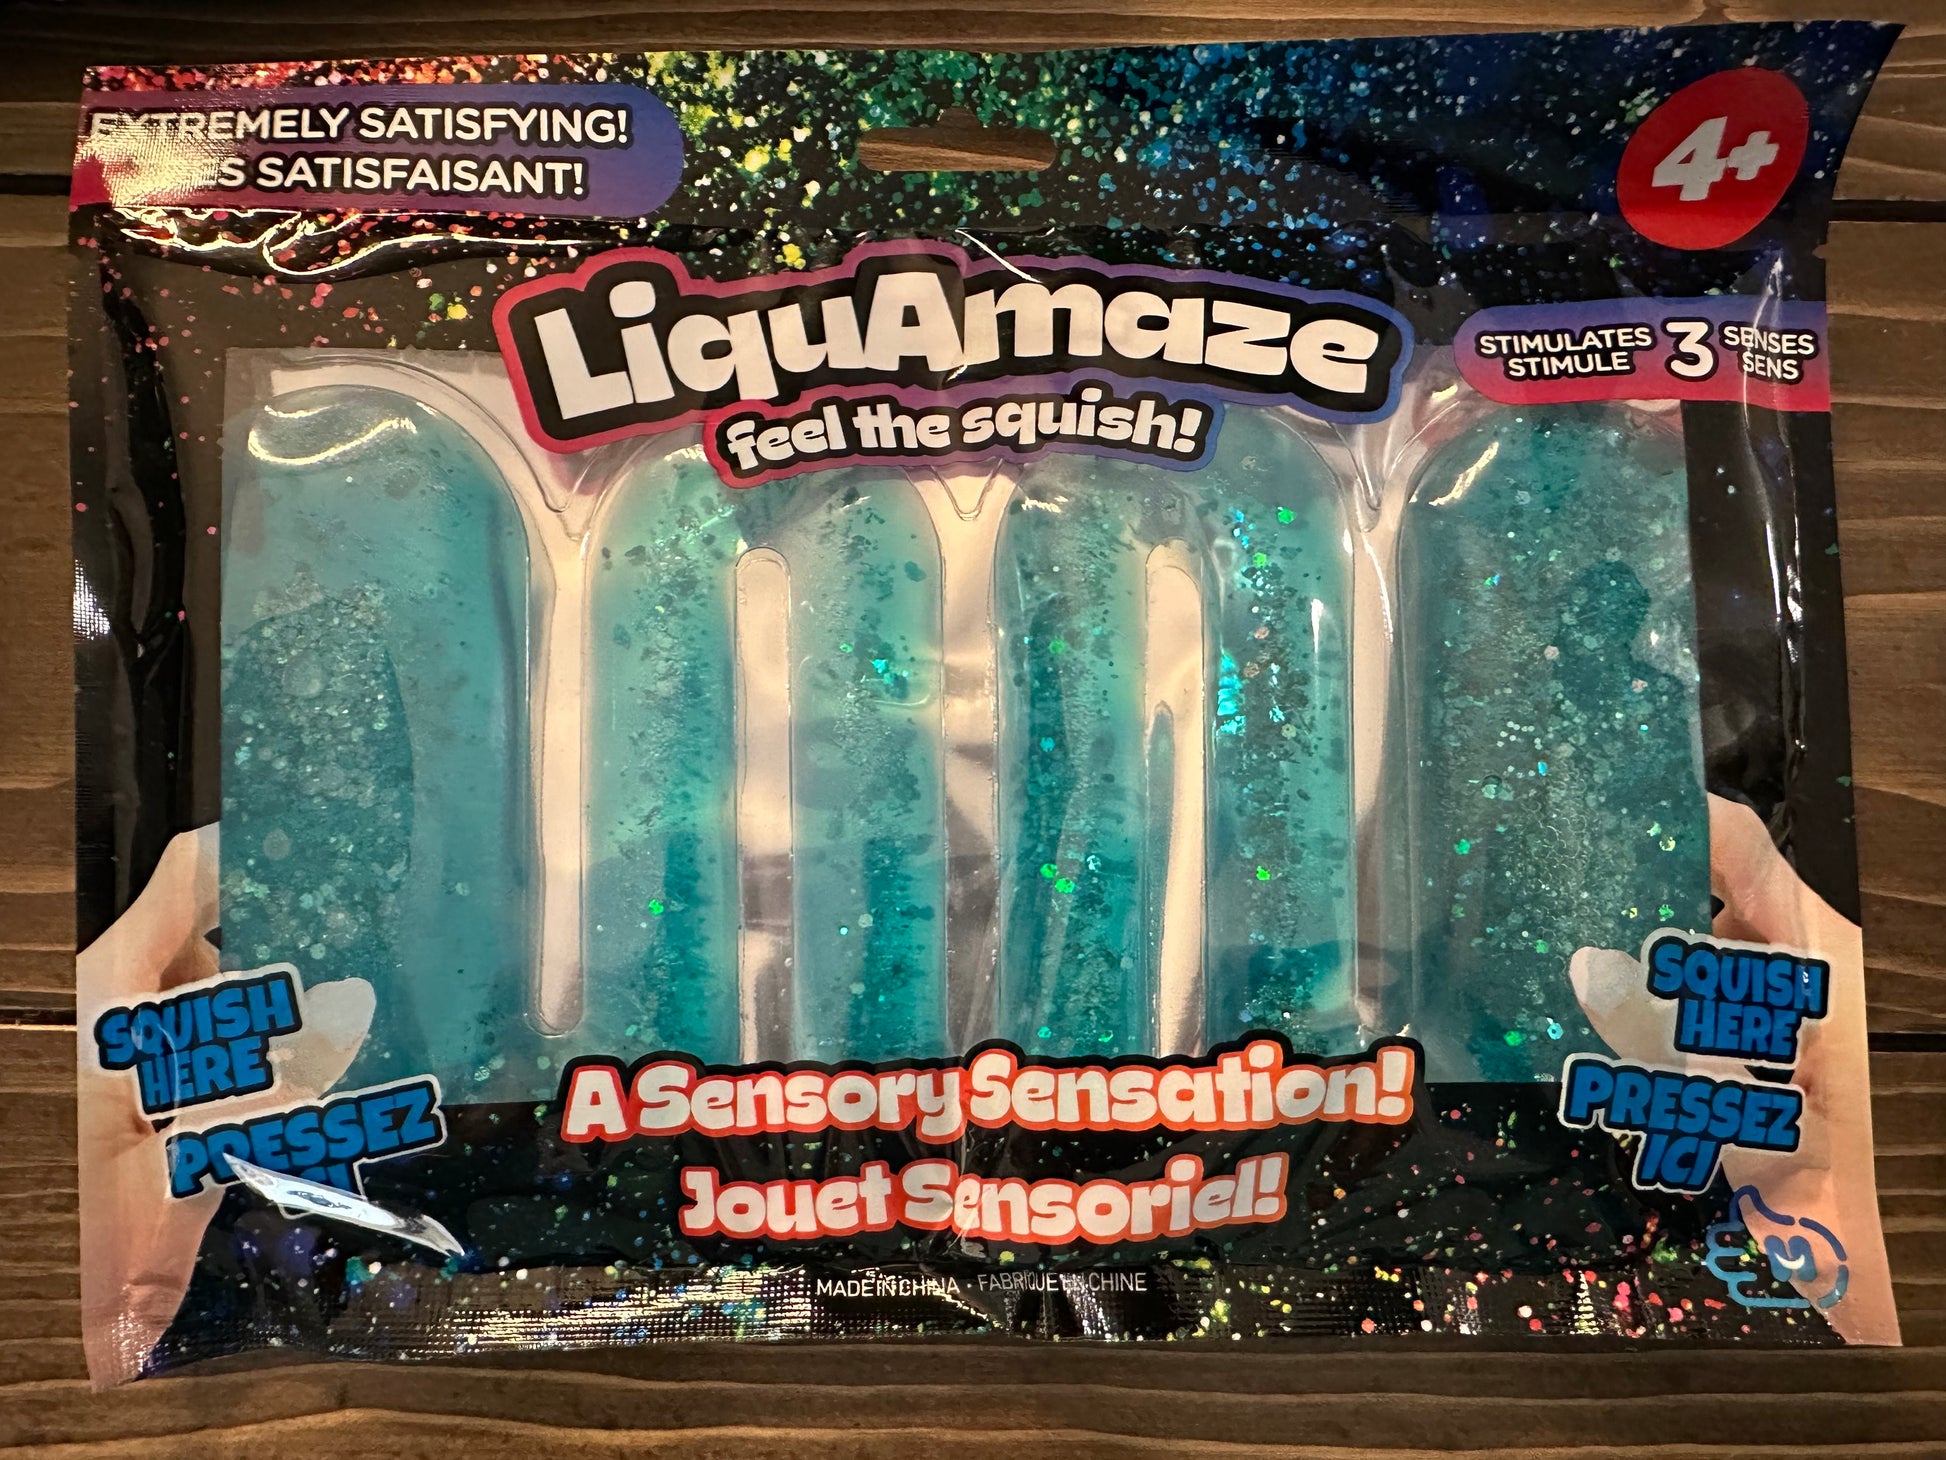 EXTREMELY SATISFYING!
SATISFAISANT!
4+
LiquAmaze
feel the squish!
STIMULATES 3 SENSES
STIMULE SENS
SQUISH
HERE
PRESSEZ
SQUISH
HERE
PRESSEZ
ICI
A Sensory Sensation!
Jouet Sensoriel!
MADE IN CHINA · FABRIQUE EN CHINE